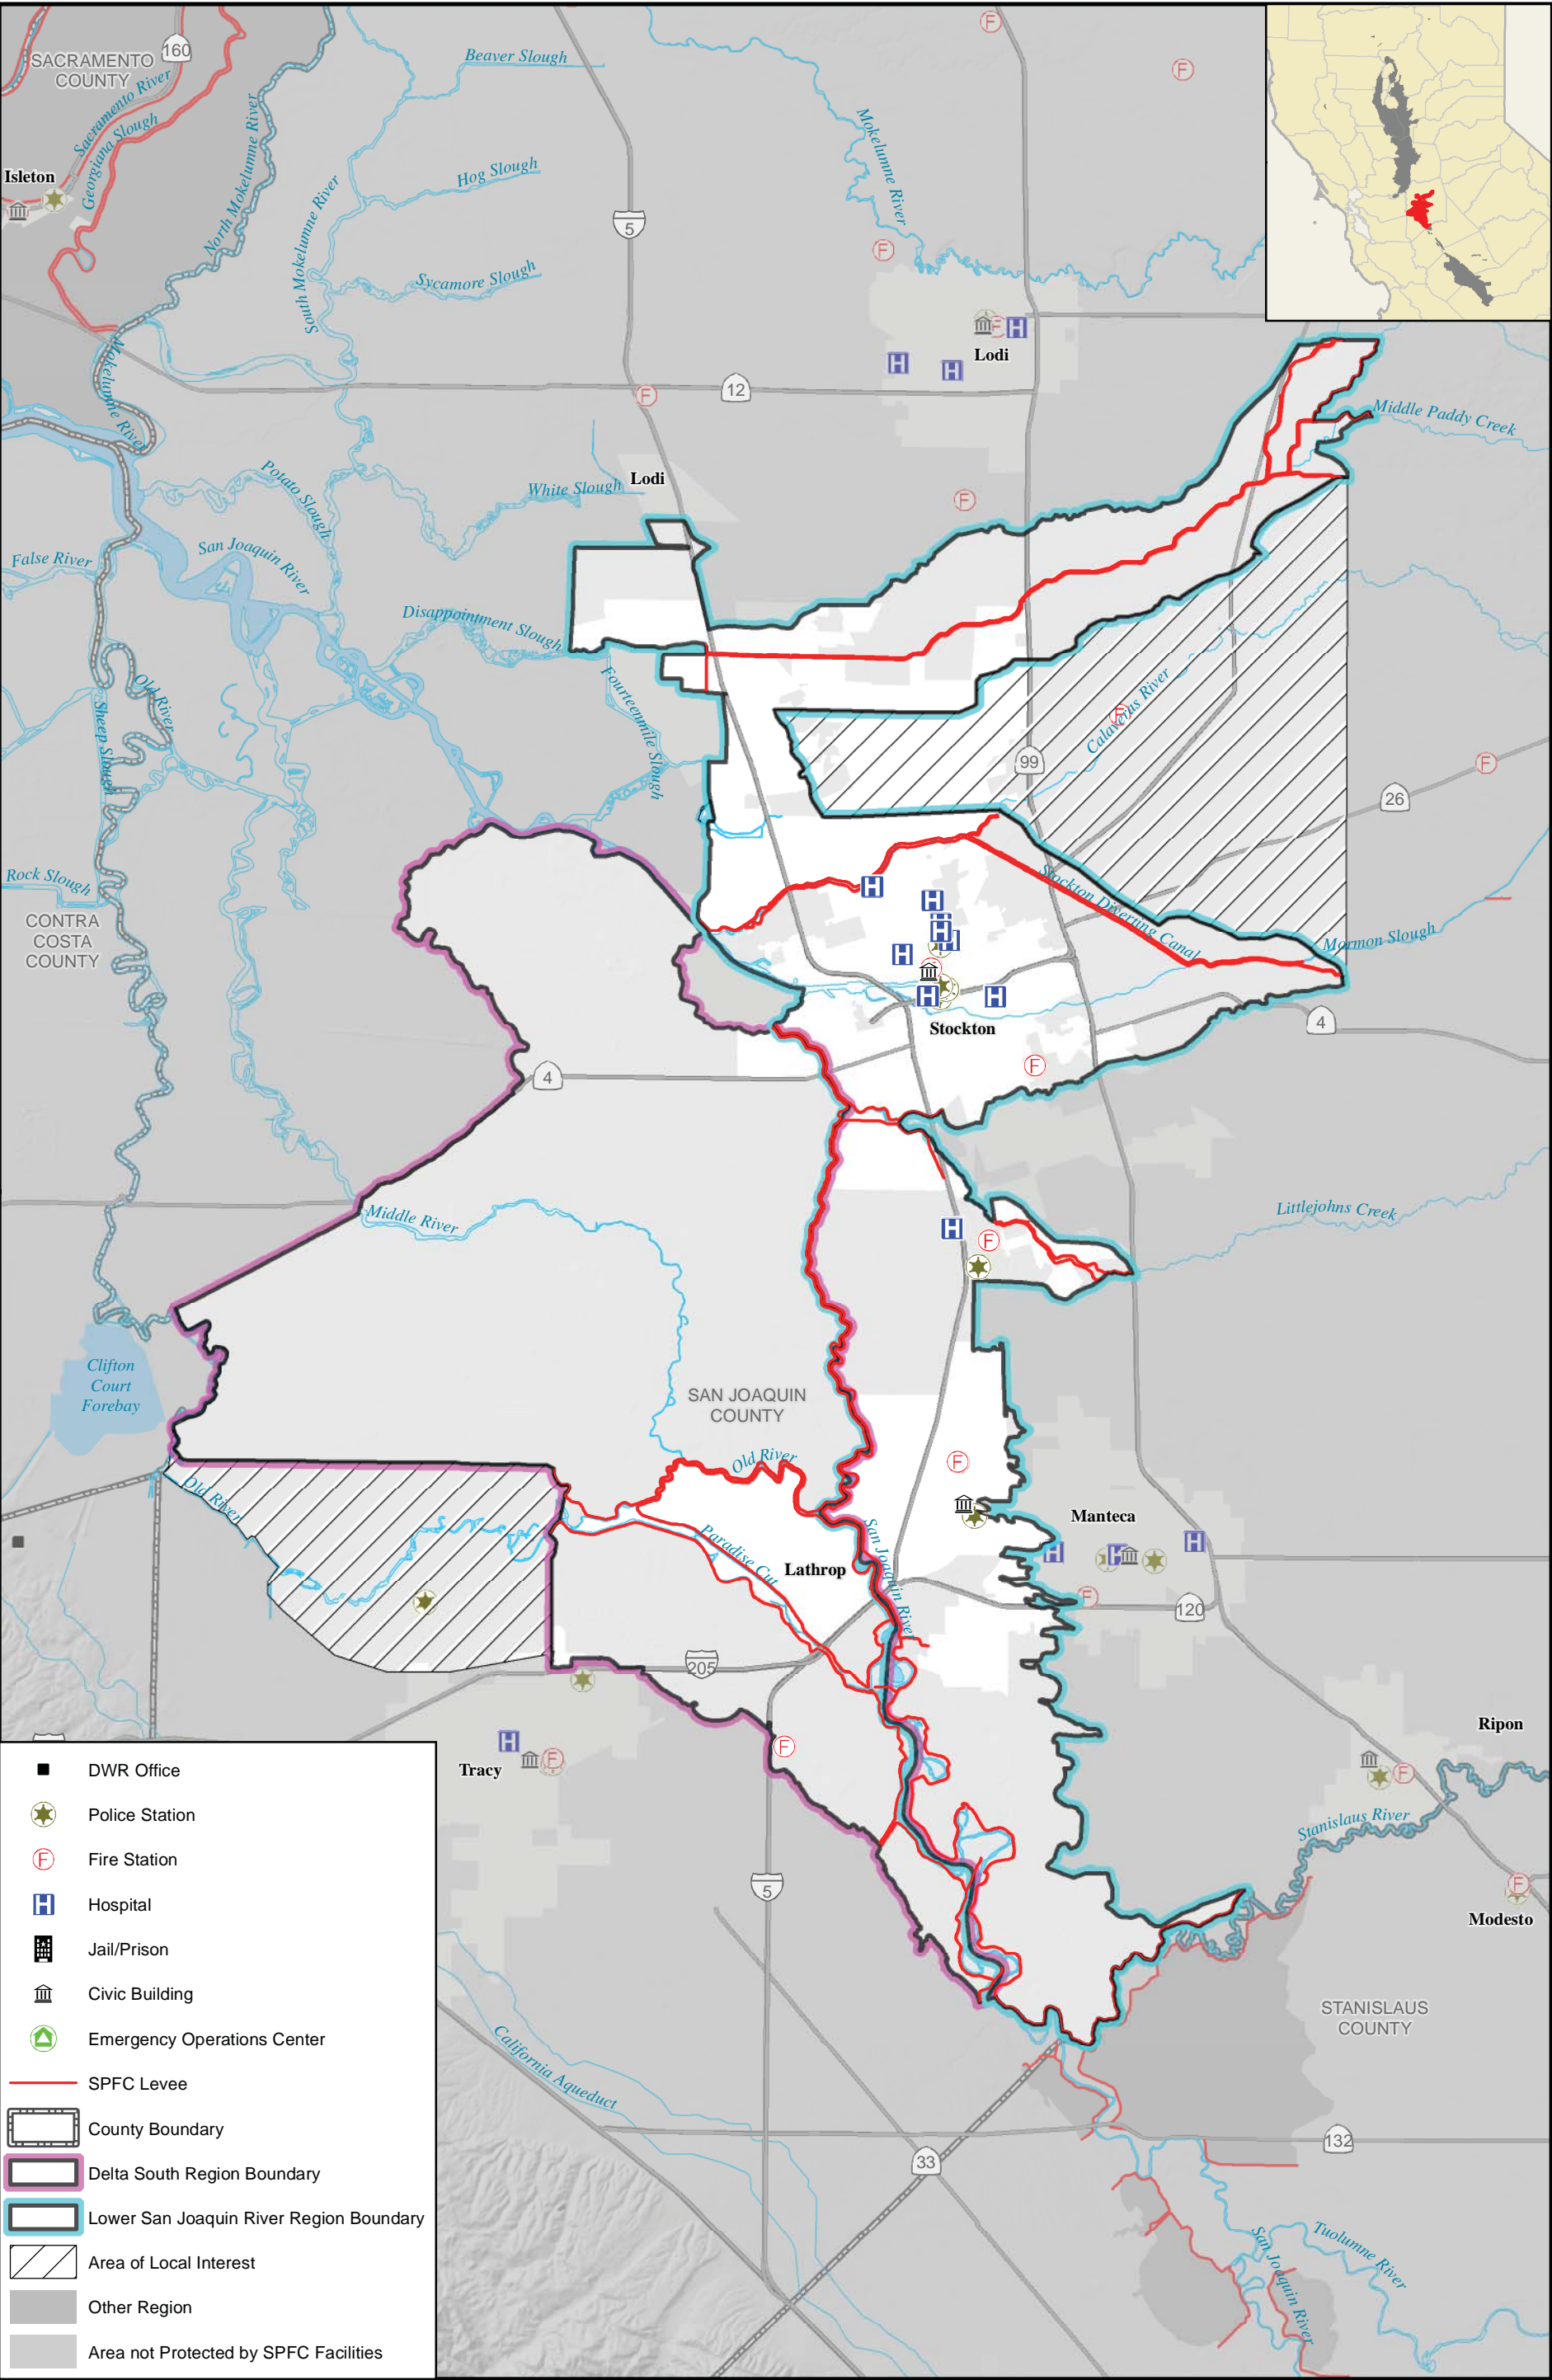 SACRAMENTO
COUNTY
160
Sacramento River
Georgiana Slough
North Mokelumne River
Isleton
Beaver Slough
Hog Slough
South Mokelumne River
Sycamore Slough
Mokelumne River
5
F
F
F
Lodi
F
H
H
H
12
F
Mokelumne River
Middle Paddy Creek
Potato Slough
White Slough
Lodi
F
San Joaquin River
False River
Disappointment Slough
Fourteenmile Slough
Old River
Sheep Slough
Calaveras River
F
99
F
26
Rock Slough
CONTRA
COSTA
COUNTY
H
H
H
H
H
H
H
Stockton Diverting Canal
Mormon Slough
Stockton
4
F
4
Middle River
Littlejohns Creek
H
F
Clifton
Court
Forebay
SAN JOAQUIN
COUNTY
Old River
F
Old River
Manteca
Paradise Cut
San Joaquin River
Lathrop
H
H
H
F
120
205
Ripon
F
H
F
F
Tracy
Stanislaus River
F
Modesto
5
STANISLAUS
COUNTY
California Aqueduct
33
132
Tuolumne River
San Joaquin River
DWR Office
Police Station
F Fire Station
H Hospital
Jail/Prison
Civic Building
Emergency Operations Center
SPFC Levee
County Boundary
Delta South Region Boundary
Lower San Joaquin River Region Boundary
Area of Local Interest
Other Region
Area not Protected by SPFC Facilities